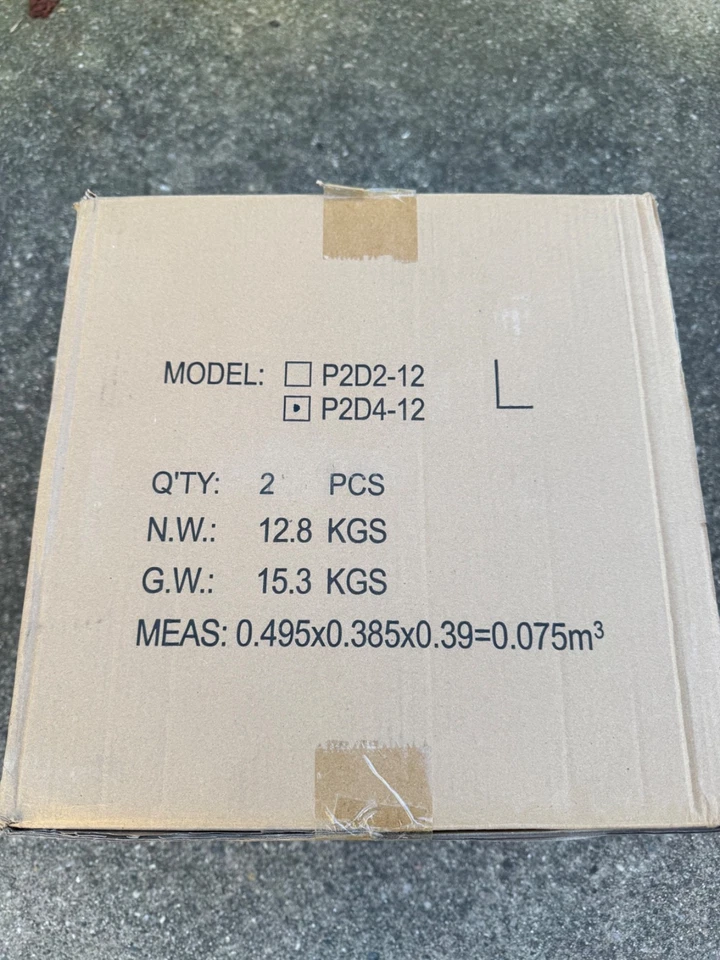 MODEL: P2D2-12 L
P2D4-12
Q'TY: 2 PCS
N.W.: 12.8 KGS
G.W.: 15.3 KGS
MEAS: 0.495x0.385x0.39=0.075m³